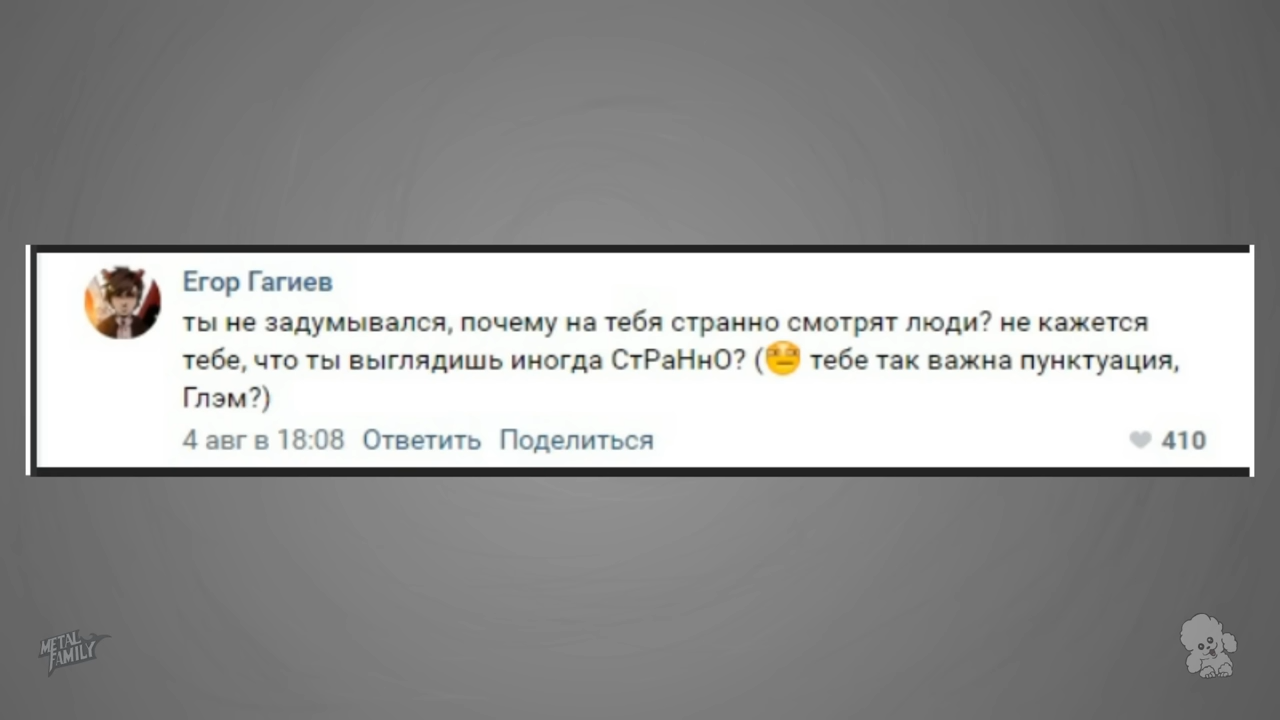 Егор Гагиев
ты не задумывался, почему на тебя странно смотрят люди? не кажется
тебе, что ты выглядишь иногда СтРаНнО? (😑 тебе так важна пунктуация,
Глэм?)
4 авг в 18:08 Ответить Поделиться 410
METAL
FAMILY